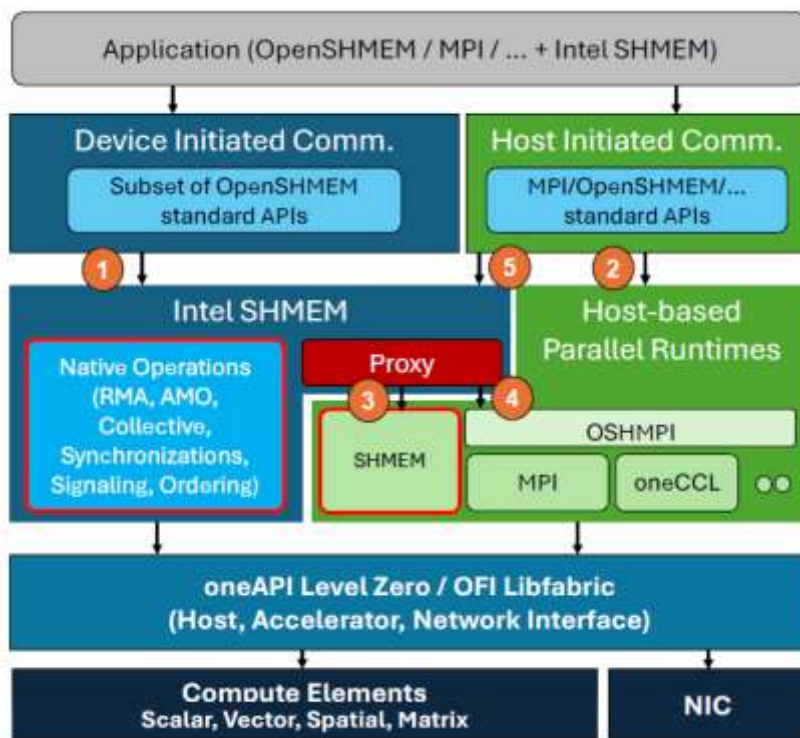 Application (OpenSHMEM / MPI / ... + Intel SHMEM)
Device Initiated Comm.
Subset of OpenSHMEM
standard APIs
Host Initiated Comm.
MPI/OpenSHMEM/...
standard APIs
1
5
2
Intel SHMEM
Native Operations
(RMA, AMO,
Collective,
Synchronizations,
Signaling, Ordering)
Proxy
3
4
Host-based
Parallel Runtimes
SHMEM
OSHMPI
MPI
oneCCL
oneAPI Level Zero / OFI Libfabric
(Host, Accelerator, Network Interface)
Compute Elements
Scalar, Vector, Spatial, Matrix
NIC